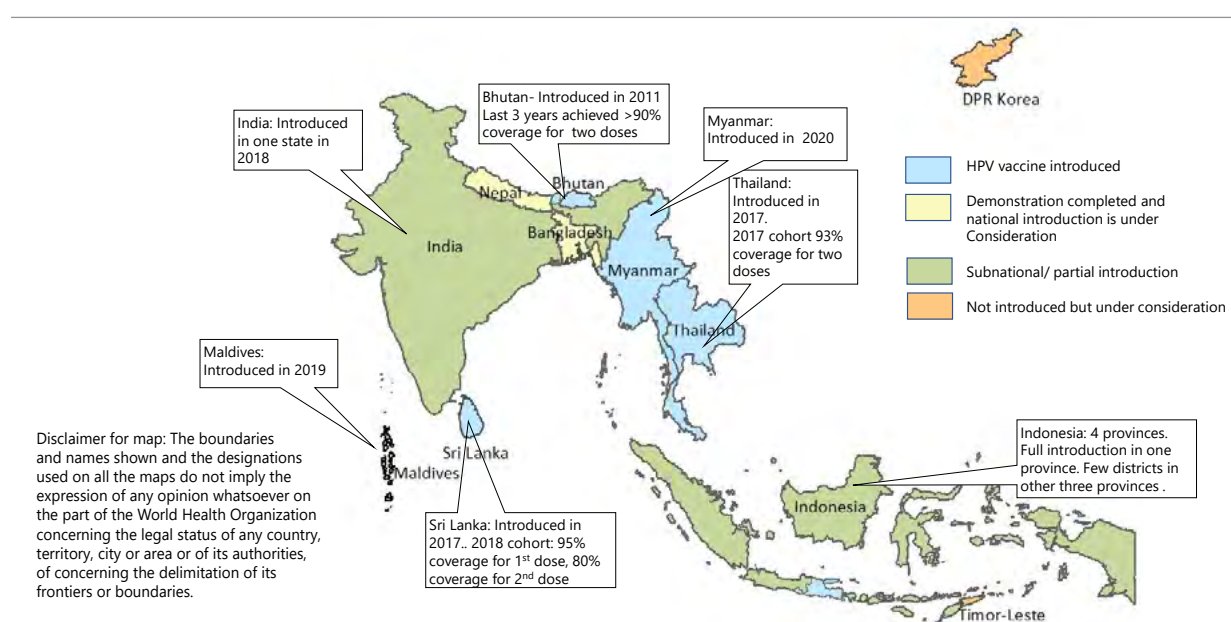 DPR Korea
Bhutan- Introduced in 2011
Last 3 years achieved >90%
coverage for two doses
India: Introduced
in one state in
2018
Myanmar:
Introduced in 2020
Thailand:
Introduced in
2017.
2017 cohort 93%
coverage for two
doses
HPV vaccine introduced
Demonstration completed and
national introduction is under
Consideration
Subnational/ partial introduction
Not introduced but under consideration
Nepal
Bhutan
Bangladesh
India
Myanmar
Thailand
Maldives:
Introduced in 2019
Sri Lanka
Maldives
Disclaimer for map: The boundaries
and names shown and the designations
used on all the maps do not imply the
expression of any opinion whatsoever on
the part of the World Health Organization
concerning the legal status of any country,
territory, city or area or of its authorities,
of concerning the delimitation of its
frontiers or boundaries.
Sri Lanka: Introduced in
2017.. 2018 cohort: 95%
coverage for 1st dose, 80%
coverage for 2nd dose
Indonesia: 4 provinces.
Full introduction in one
province. Few districts in
other three provinces .
Indonesia
Timor-Leste